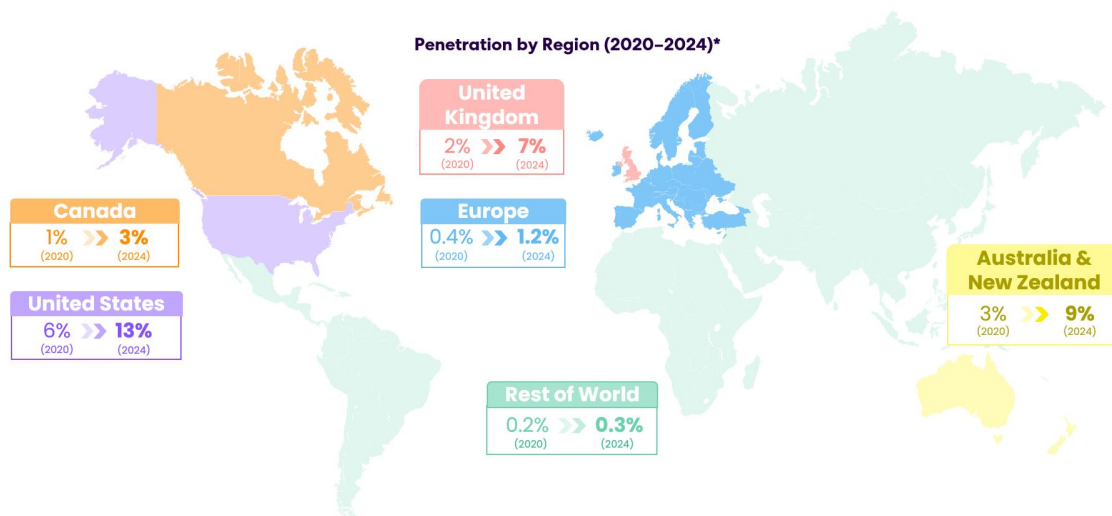 Penetration by Region (2020–2024)*
United
Kingdom
2% 7%
(2020) (2024)
Canada
1% 3%
(2020) (2024)
Europe
0.4% 1.2%
(2020) (2024)
Australia &
New Zealand
3% 9%
(2020) (2024)
United States
6% 13%
(2020) (2024)
Rest of World
0.2% 0.3%
(2020) (2024)